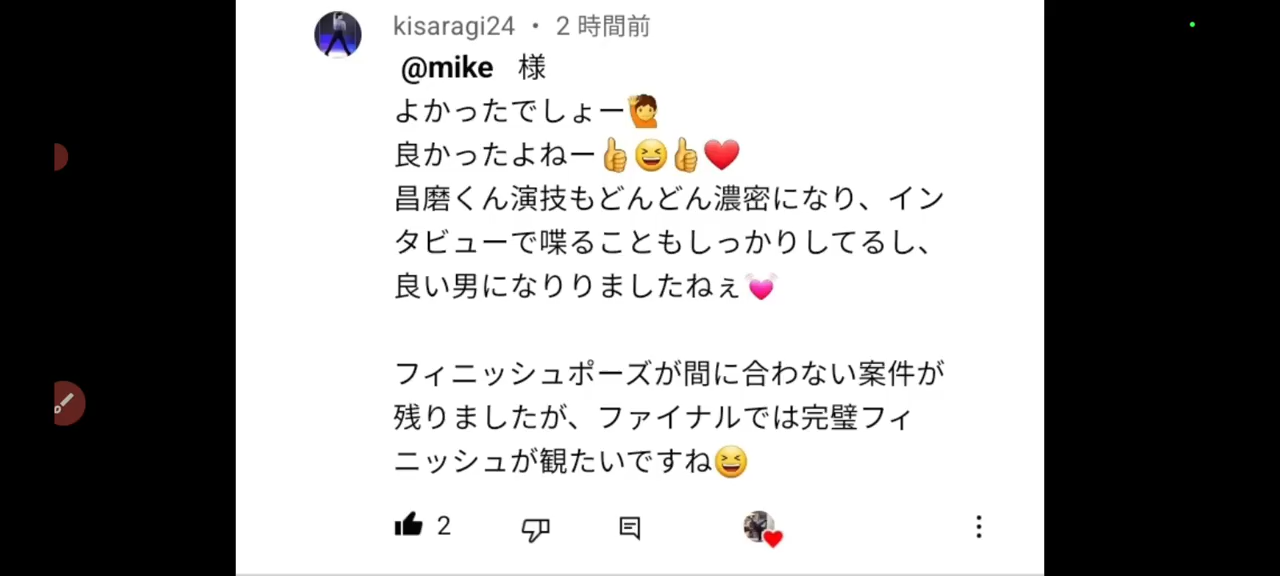 kisaragi24 • 2 時間前
@mike 様
よかったでしょー🙋
良かったよねー👍😆👍❤️
昌磨くん演技もどんどん濃密になり、イン
タビューで喋ることもしっかりしてるし、
良い男になりりましたねぇ💓
フィニッシュポーズが間に合わない案件が
残りましたが、ファイナルでは完璧フィ
ニッシュが観たいですね😆
2